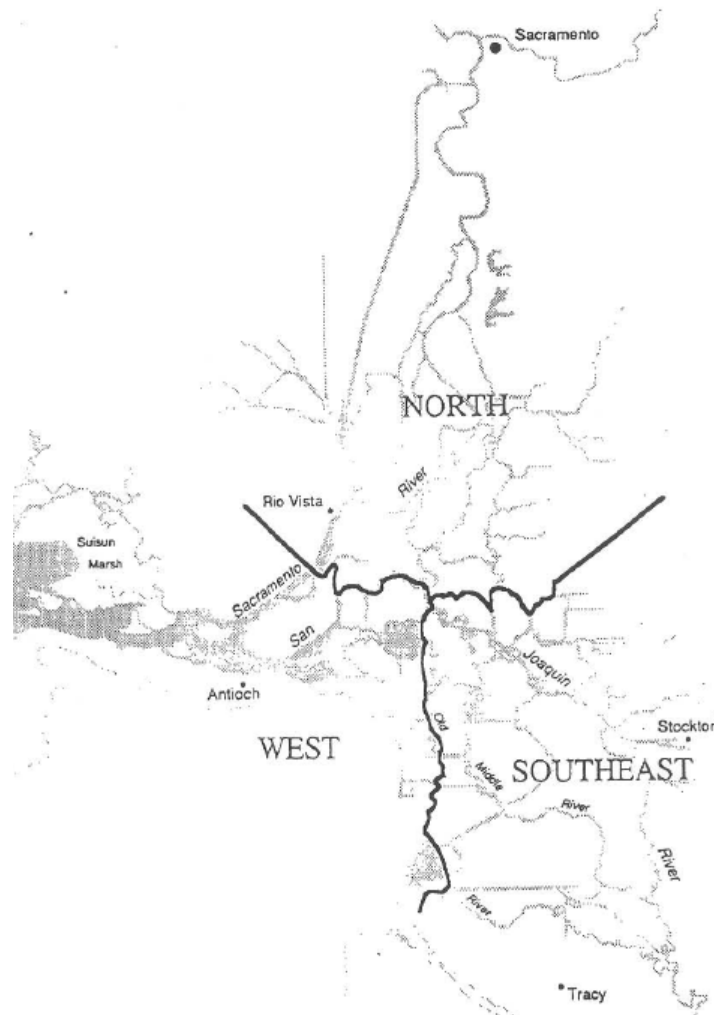 Sacramento
NORTH
River
Rio Vista
Suisun
Marsh
Sacramento
San
Joaquin
Antioch
Old
Stockton
WEST
SOUTHEAST
Middle
River
River
River
Tracy